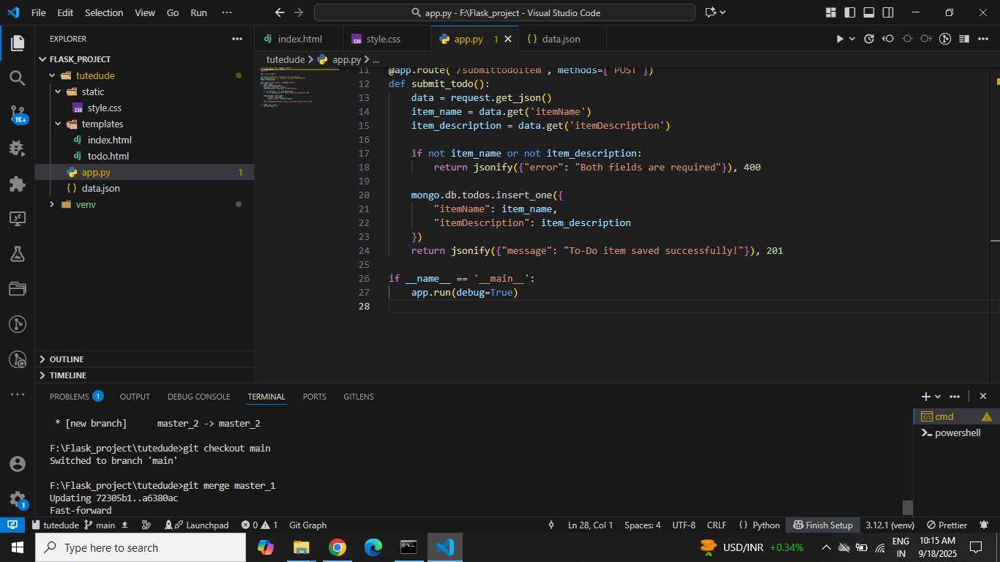 File Edit Selection View Go Run ···
app.py - F:\Flask_project - Visual Studio Code
EXPLORER
FLASK_PROJECT
tutedude
static
style.css
templates
index.html
todo.html
app.py 1
data.json
venv
OUTLINE
TIMELINE
1K+
1
index.html
style.css
app.py 1
data.json
tutedude > app.py > ...
11 @app.route('/submittodoitem', methods=['POST'])
12 def submit_todo():
13 data = request.get_json()
14 item_name = data.get('itemName')
15 item_description = data.get('itemDescription')
16
17 if not item_name or not item_description:
18 return jsonify({"error": "Both fields are required"}), 400
19
20 mongo.db.todos.insert_one({
21 "itemName": item_name,
22 "itemDescription": item_description
23 })
24 return jsonify({"message": "To-Do item saved successfully!"}), 201
25
26 if __name__ == '__main__':
27 app.run(debug=True)
28
PROBLEMS 1 OUTPUT DEBUG CONSOLE TERMINAL PORTS GITLENS
* [new branch] master_2 -> master_2
F:\Flask_project\tutedude>git checkout main
Switched to branch 'main'
F:\Flask_project\tutedude>git merge master_1
Updating 72305b1..a6380ac
Fast-forward
cmd
powershell
tutedude main Launchpad 0 1 Git Graph Ln 28, Col 1 Spaces: 4 UTF-8 CRLF {} Python Finish Setup 3.12.1 (venv) Prettier
Type here to search
USD/INR +0.34%
ENG
IN
10:15 AM
9/18/2025